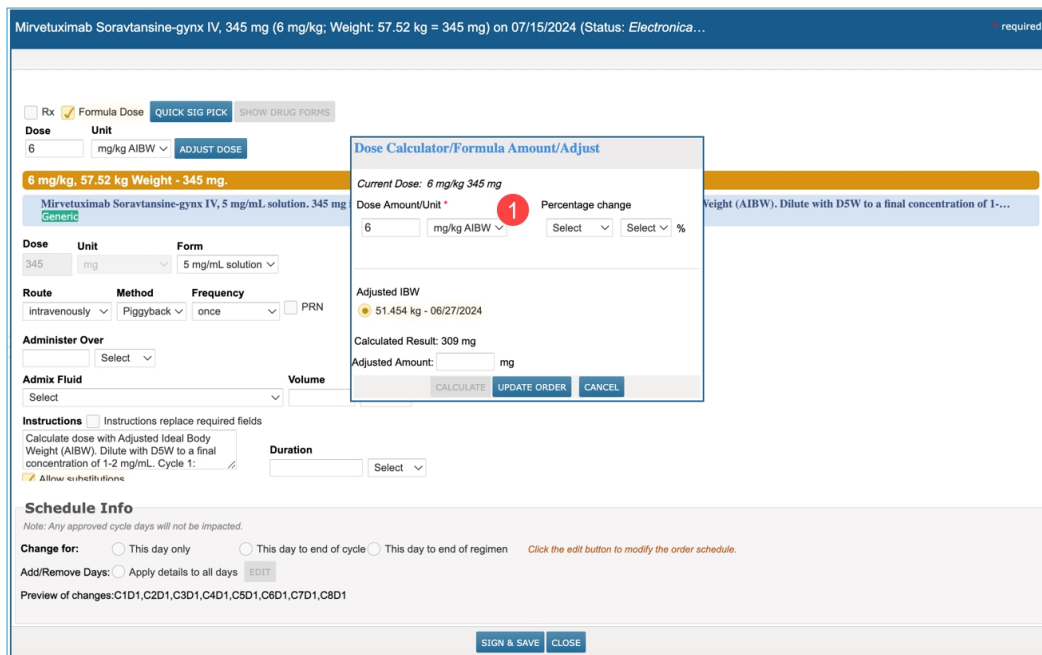 Mirvetuximab Soravtansine-gynx IV, 345 mg (6 mg/kg; Weight: 57.52 kg = 345 mg) on 07/15/2024 (Status: Electronica...
* required
Rx Formula Dose QUICK SIG PICK SHOW DRUG FORMS
Dose Unit
6 mg/kg AIBW ADJUST DOSE
6 mg/kg, 57.52 kg Weight - 345 mg.
Mirvetuximab Soravtansine-gynx IV, 5 mg/mL solution. 345 mg
Weight (AIBW). Dilute with D5W to a final concentration of 1-...
Generic
Dose Unit Form
345 mg 5 mg/mL solution
Route Method Frequency
intravenously Piggyback once PRN
Administer Over
Select
Admix Fluid Volume
Select
Instructions Instructions replace required fields
Calculate dose with Adjusted Ideal Body
Weight (AIBW). Dilute with D5W to a final
concentration of 1-2 mg/mL. Cycle 1:
Duration
Select
Allow substitutions
Dose Calculator/Formula Amount/Adjust
Current Dose: 6 mg/kg 345 mg
Dose Amount/Unit * 1 Percentage change
6 mg/kg AIBW Select Select %
Adjusted IBW
51.454 kg - 06/27/2024
Calculated Result: 309 mg
Adjusted Amount: mg
CALCULATE UPDATE ORDER CANCEL
Schedule Info
Note: Any approved cycle days will not be impacted.
Change for: This day only This day to end of cycle This day to end of regimen Click the edit button to modify the order schedule.
Add/Remove Days: Apply details to all days EDIT
Preview of changes:C1D1,C2D1,C3D1,C4D1,C5D1,C6D1,C7D1,C8D1
SIGN & SAVE CLOSE